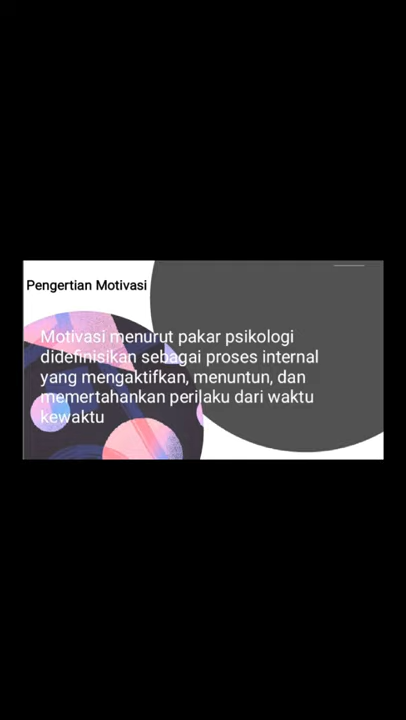 Pengertian Motivasi
Motivasi menurut pakar psikologi
didefinisikan sebagai proses internal
yang mengaktifkan, menuntun, dan
memertahankan perilaku dari waktu
kewaktu